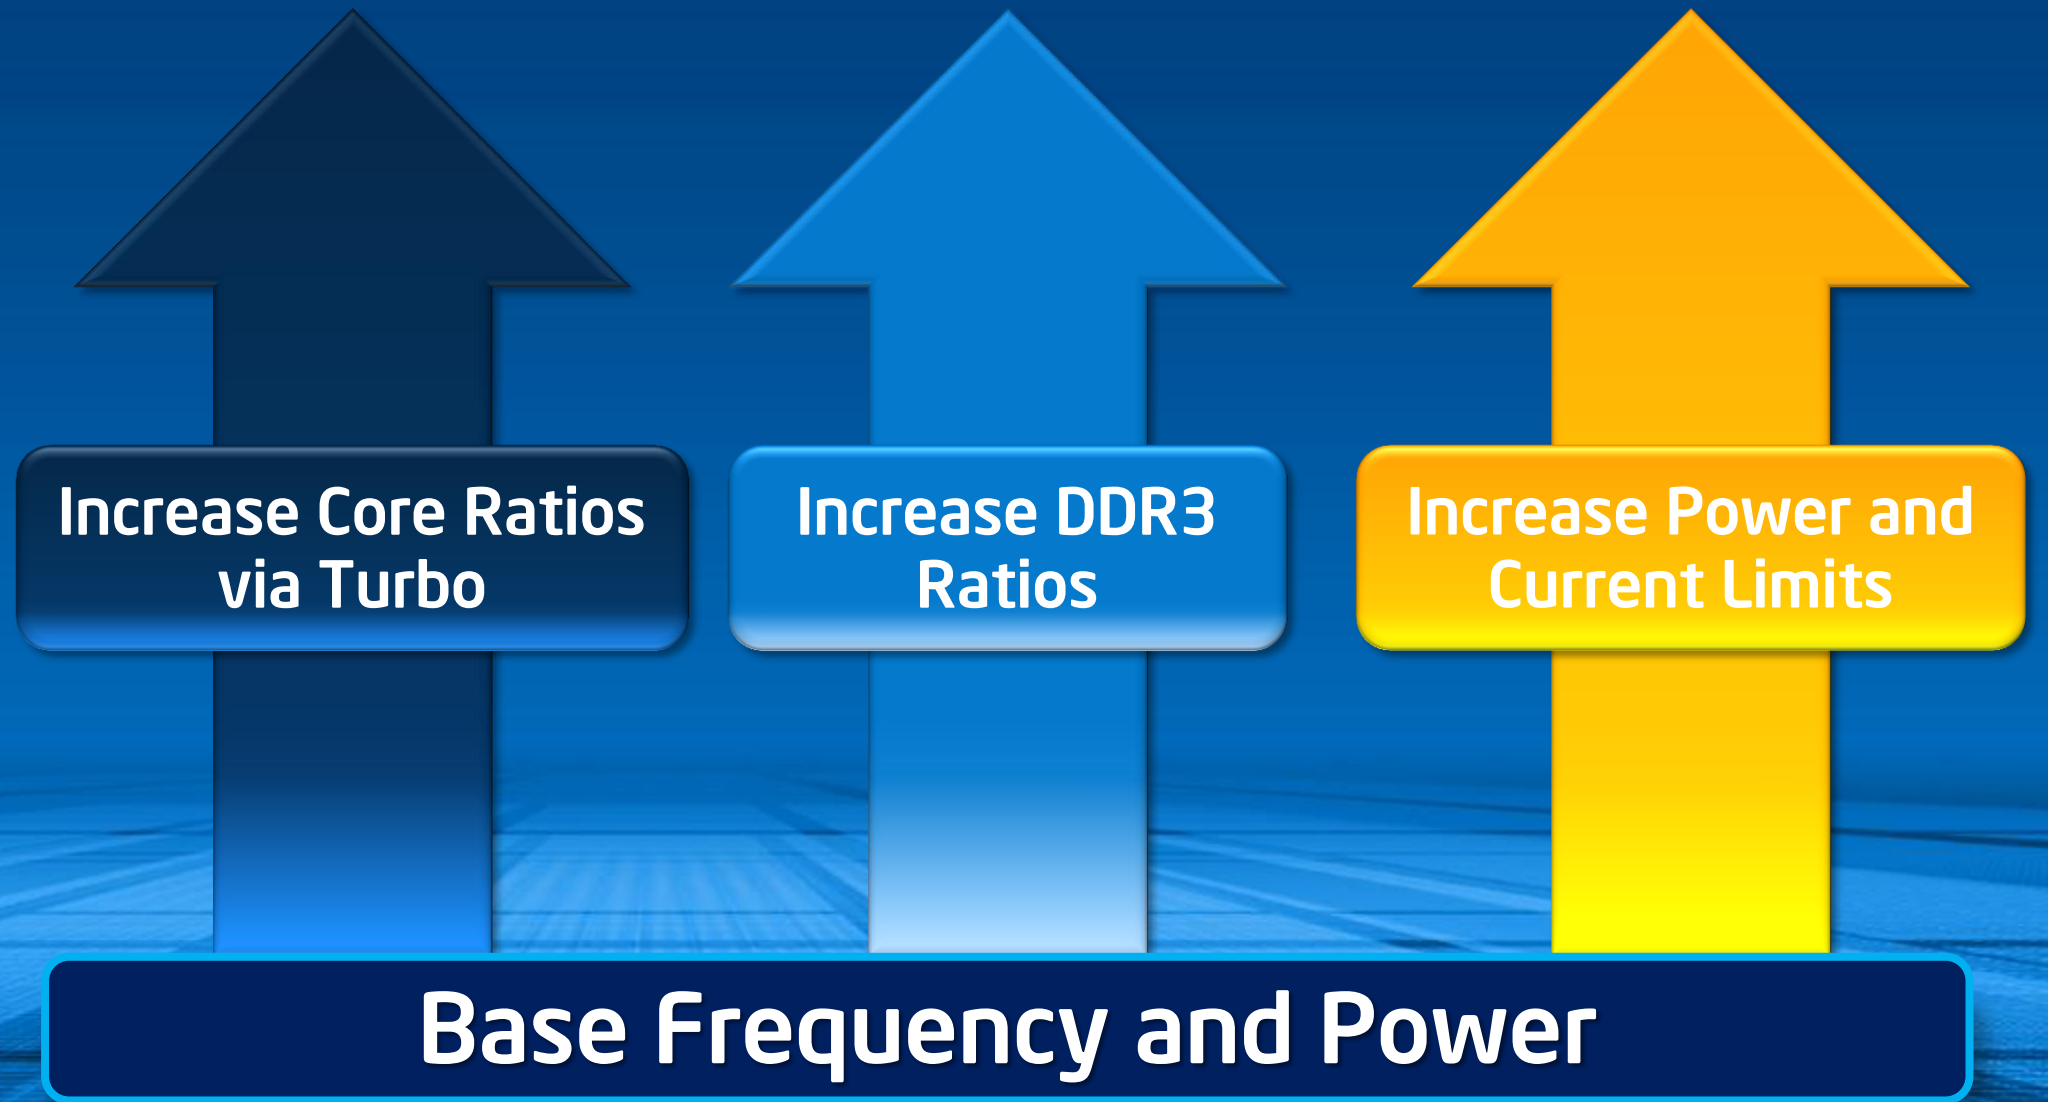 Increase Core Ratios
via Turbo
Increase DDR3
Ratios
Increase Power and
Current Limits
Base Frequency and Power